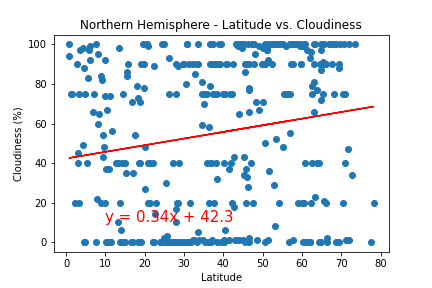 Northern Hemisphere - Latitude vs. Cloudiness
Cloudiness (%)
100
80
60
40
20
0
y = 0.34x + 42.3
0 10 20 30 40 50 60 70 80
Latitude